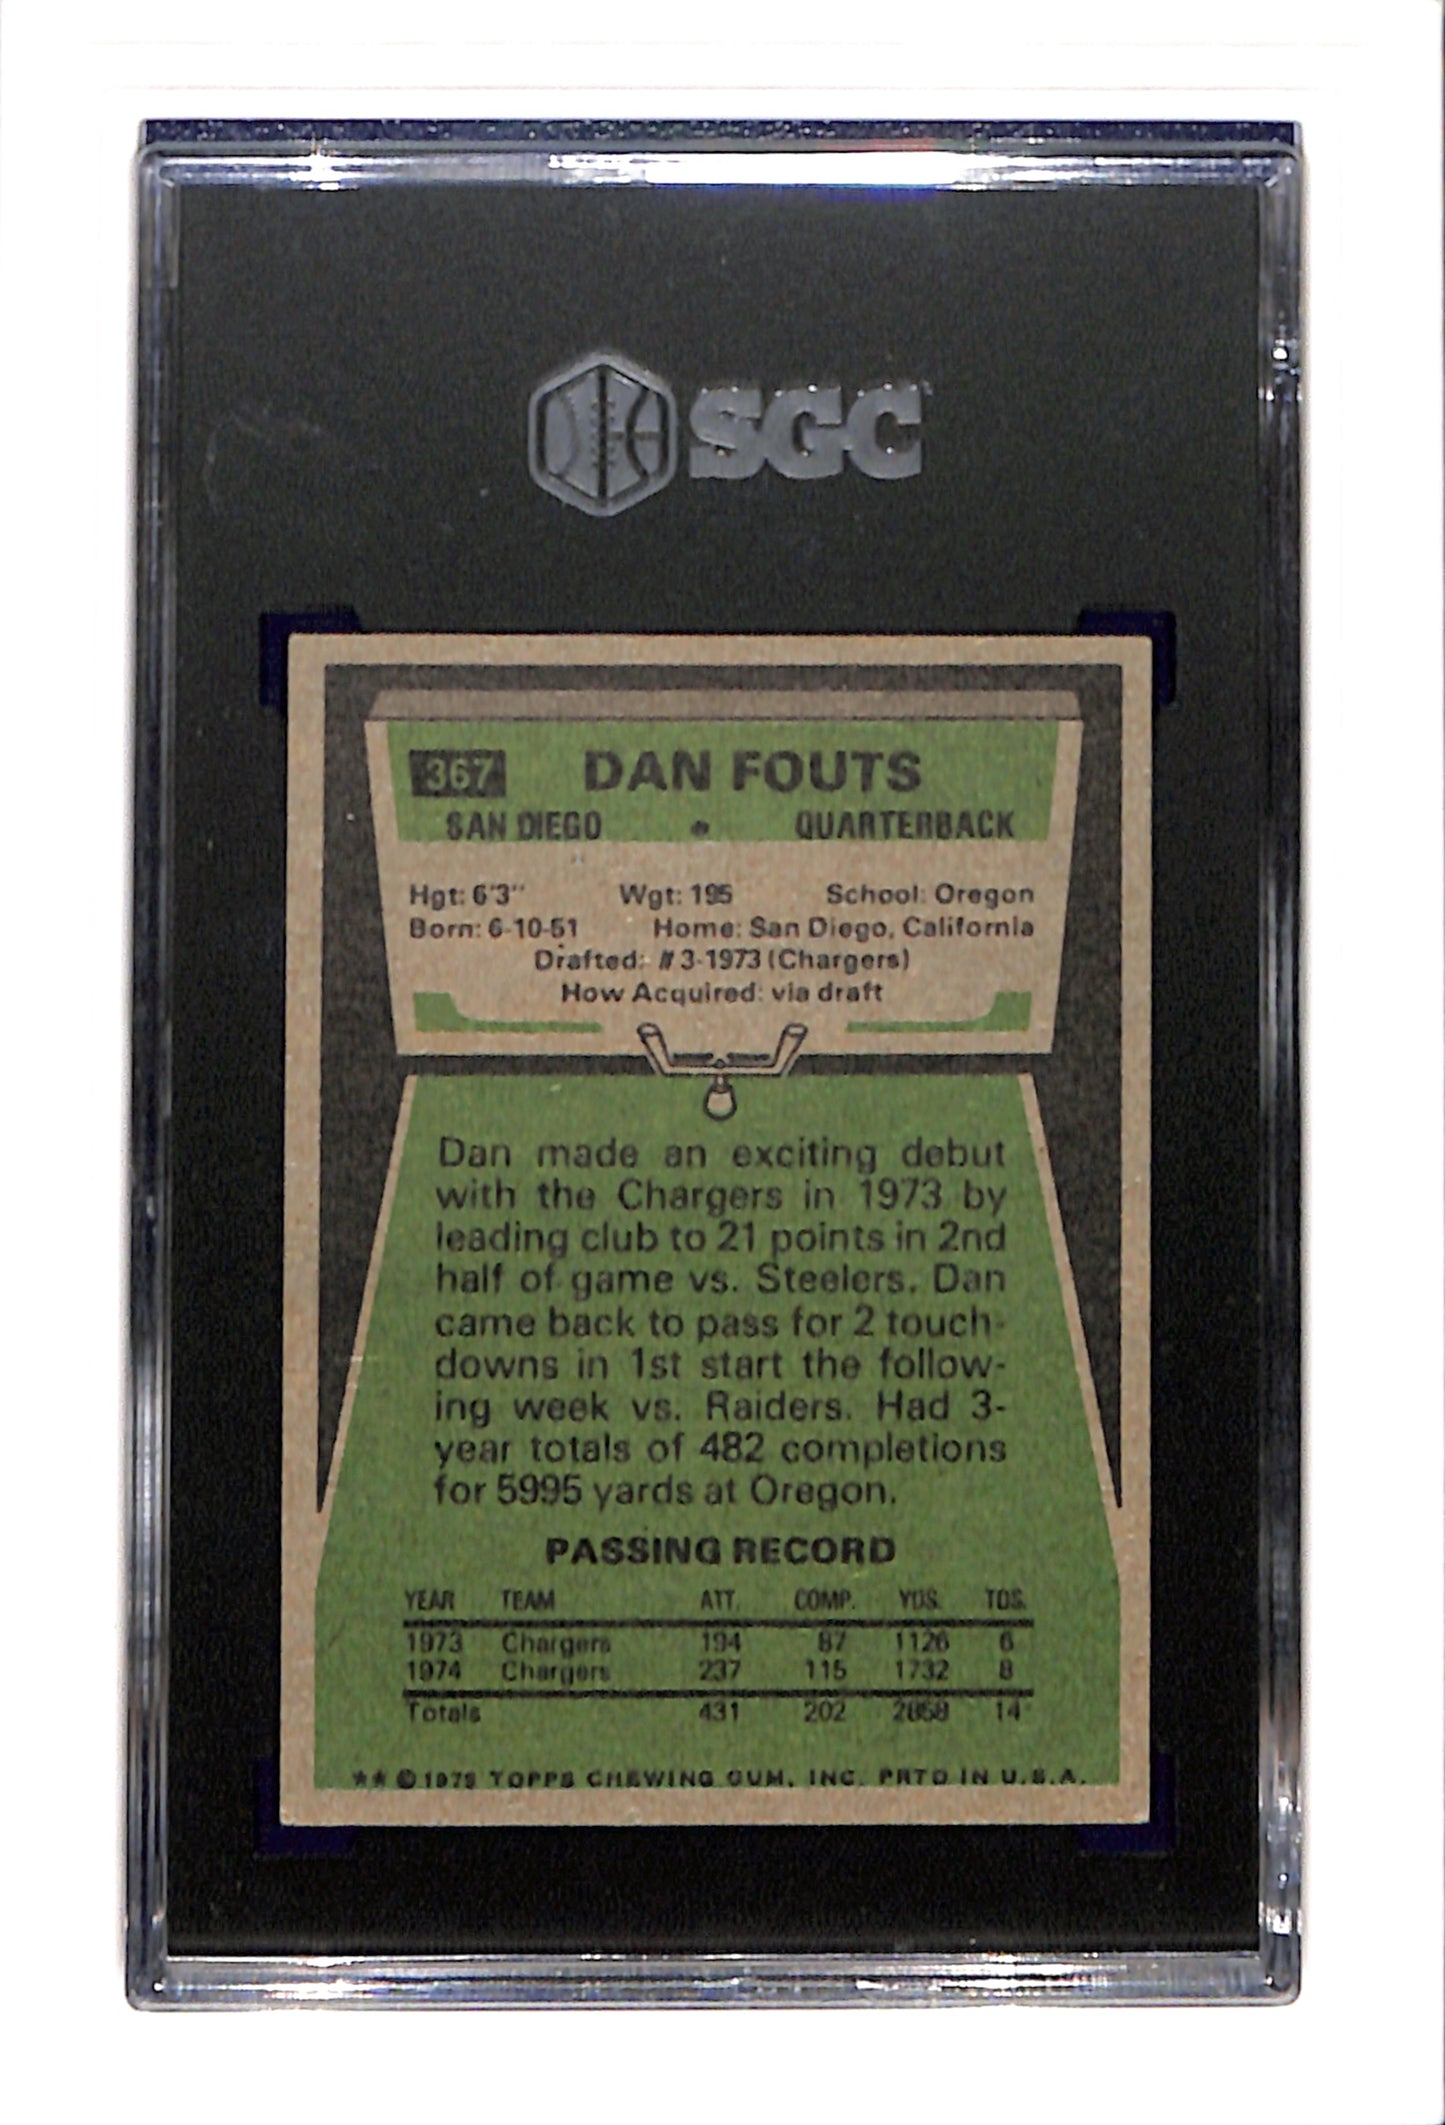 SGC
367 DAN FOUTS
SAN DIEGO • QUARTERBACK
Hgt: 6'3" Wgt: 195 School: Oregon
Born: 6-10-51 Home: San Diego, California
Drafted: #3-1973 (Chargers)
How Acquired: via draft
Dan made an exciting debut
with the Chargers in 1973 by
leading club to 21 points in 2nd
half of game vs. Steelers. Dan
came back to pass for 2 touch-
downs in 1st start the follow-
ing week vs. Raiders. Had 3-
year totals of 482 completions
for 5995 yards at Oregon.
PASSING RECORD
YEAR TEAM ATT. COMP. YDS. TDS.
1973 Chargers 194 87 1126 6
1974 Chargers 237 115 1732 8
Totals 431 202 2858 14
** © 1975 TOPPS CHEWING GUM, INC. PRTD IN U.S.A.